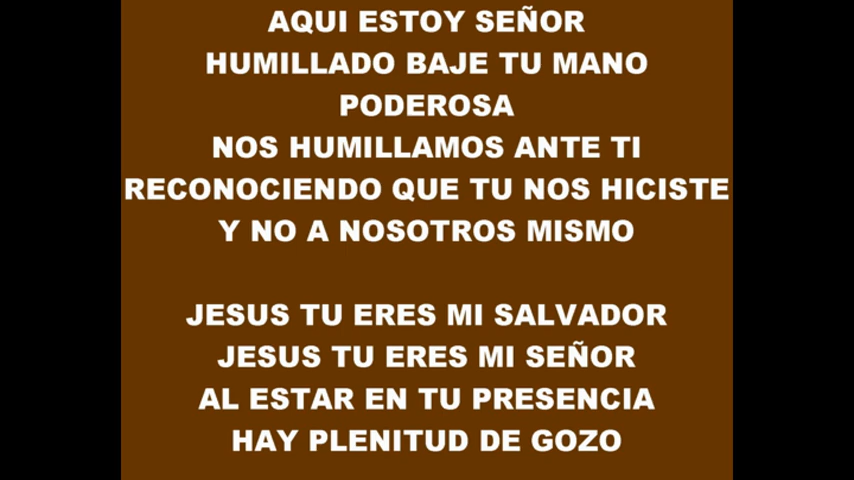 AQUI ESTOY SEÑOR
HUMILLADO BAJE TU MANO
PODEROSA
NOS HUMILLAMOS ANTE TI
RECONOCIENDO QUE TU NOS HICISTE
Y NO A NOSOTROS MISMO
JESUS TU ERES MI SALVADOR
JESUS TU ERES MI SEÑOR
AL ESTAR EN TU PRESENCIA
HAY PLENITUD DE GOZO